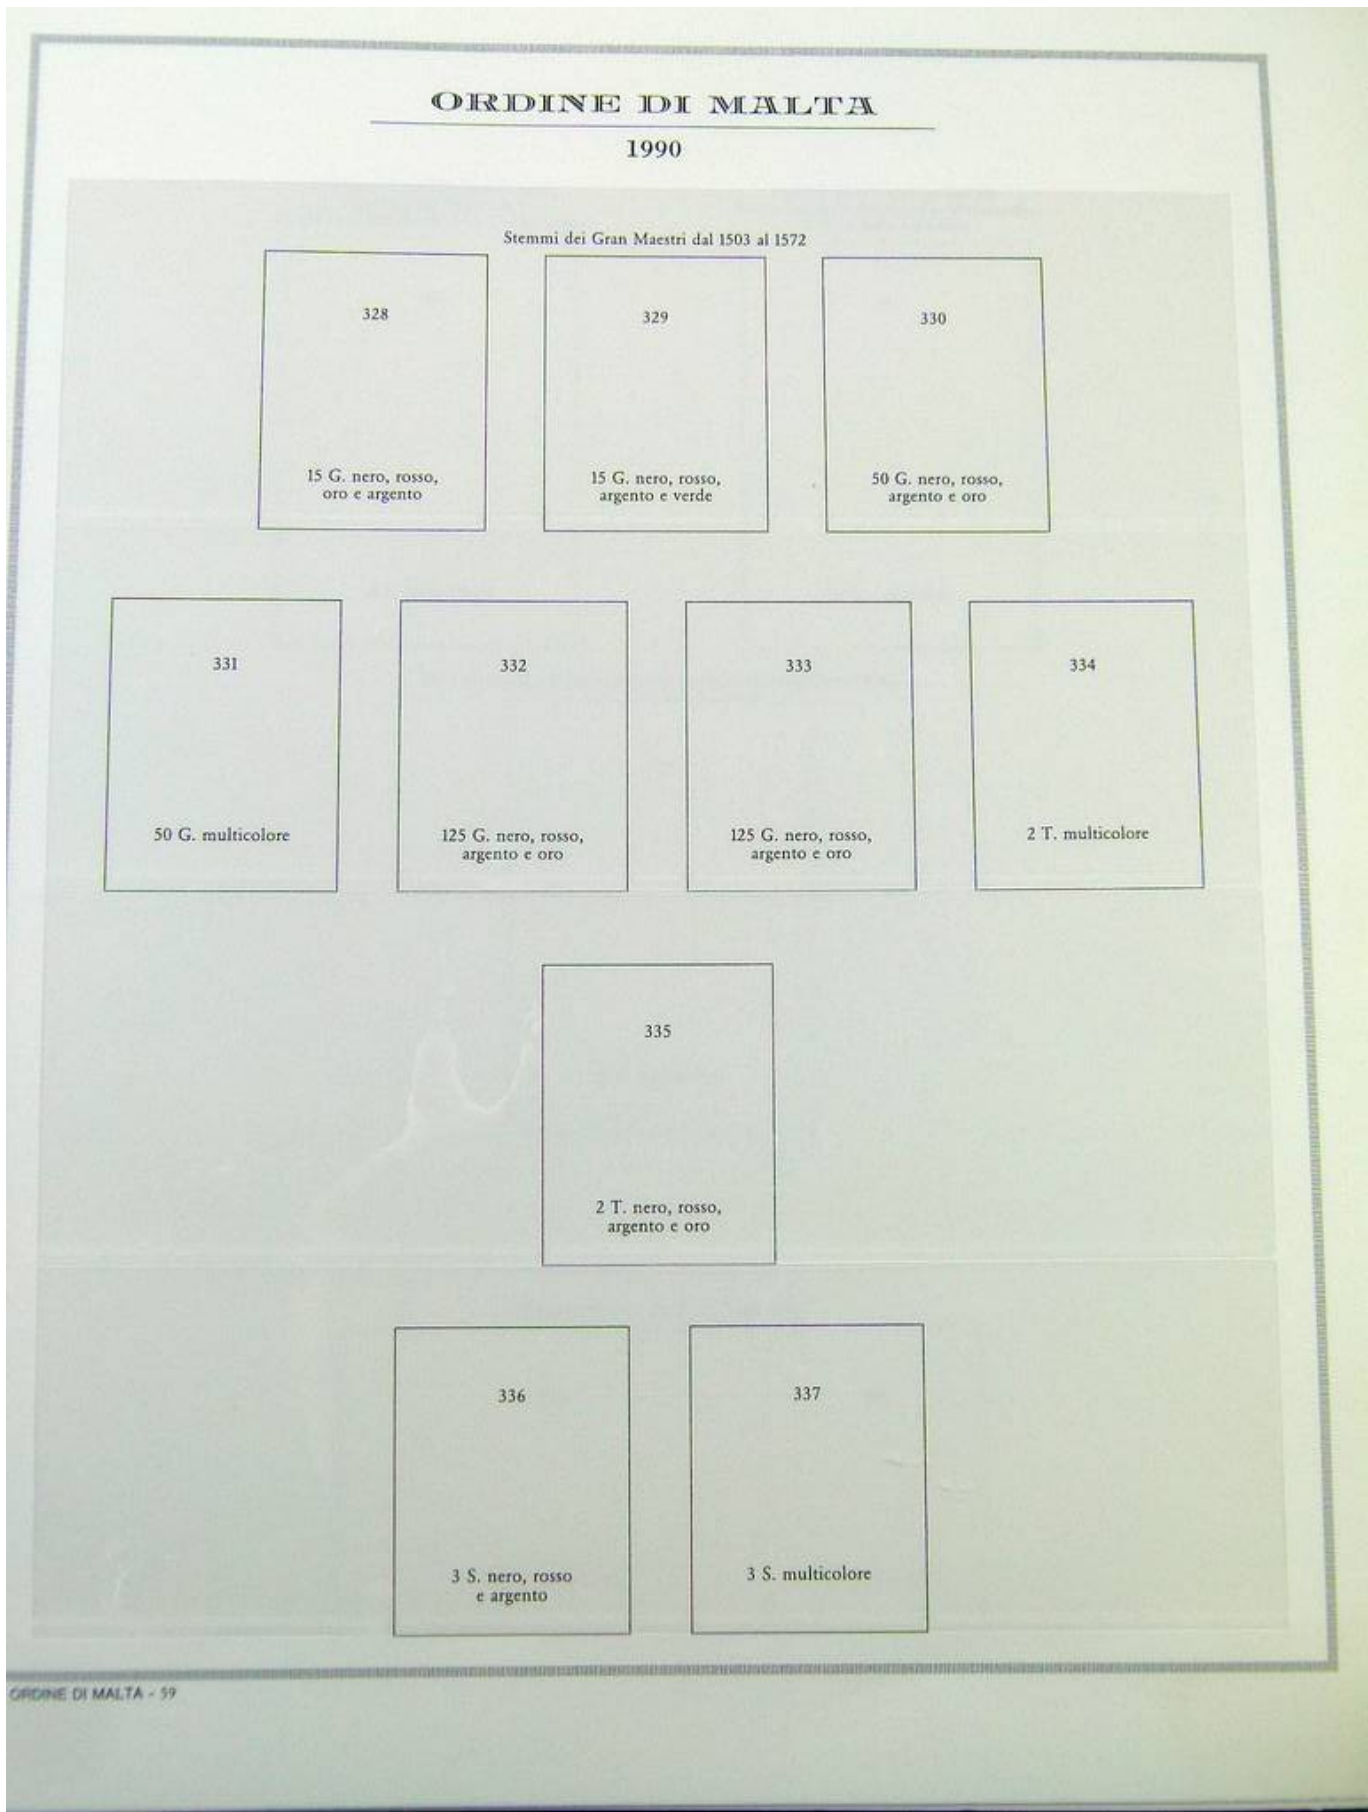 ORDINE DI MALTA
1990
Stemmi dei Gran Maestri dal 1503 al 1572
328
15 G. nero, rosso,
oro e argento
329
15 G. nero, rosso,
argento e verde
330
50 G. nero, rosso,
argento e oro
331
50 G. multicolore
332
125 G. nero, rosso,
argento e oro
333
125 G. nero, rosso,
argento e oro
334
2 T. multicolore
335
2 T. nero, rosso,
argento e oro
336
3 S. nero, rosso
e argento
337
3 S. multicolore
ORDINE DI MALTA - 59